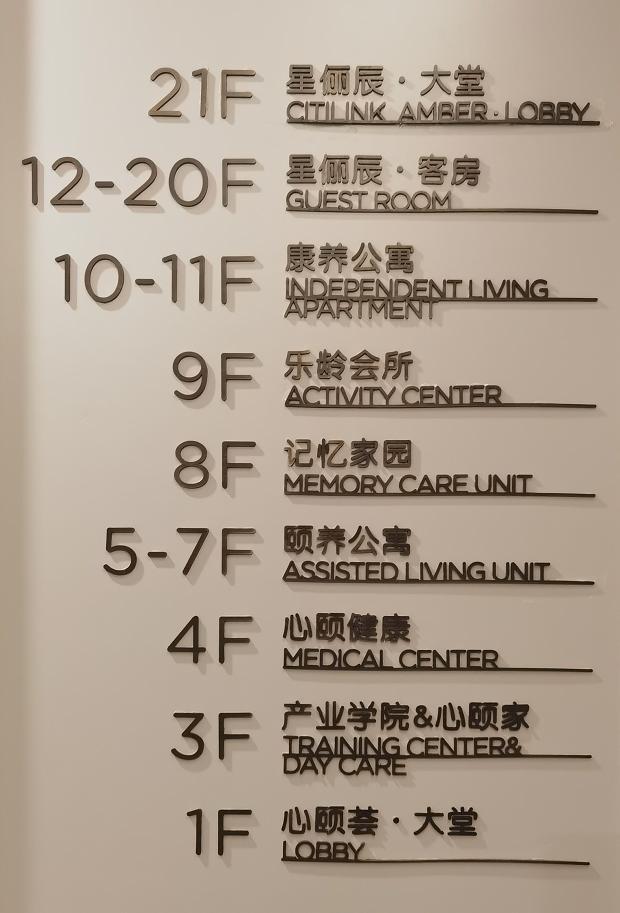 21F 星俪辰·大堂
CITILINK AMBER·LOBBY
12-20F 星俪辰·客房
GUEST ROOM
10-11F 康养公寓
INDEPENDENT LIVING
APARTMENT
9F 乐龄会所
ACTIVITY CENTER
8F 记忆家园
MEMORY CARE UNIT
5-7F 颐养公寓
ASSISTED LIVING UNIT
4F 心颐健康
MEDICAL CENTER
3F 产业学院&心颐家
TRAINING CENTER&
DAY CARE
1F 心颐荟·大堂
LOBBY